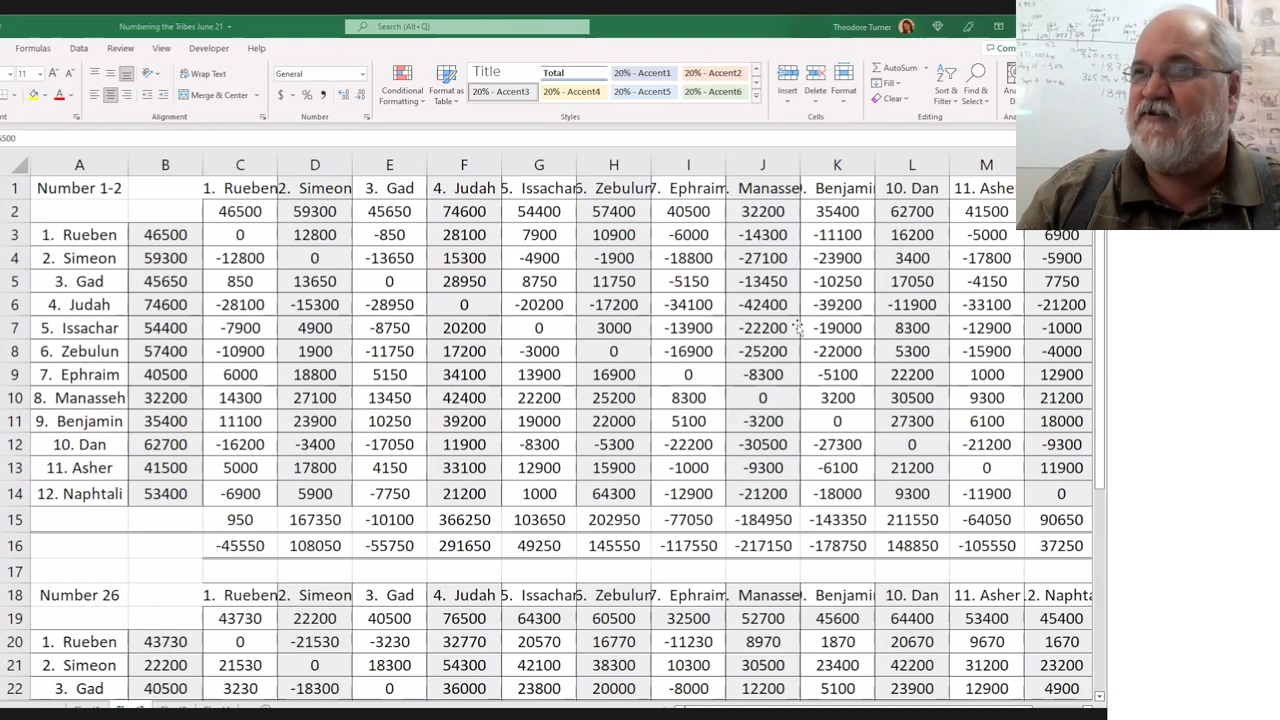 Numbering the Tribes June 21
Search (Alt+Q)
Theodore Turner
Formulas Data Review View Developer Help
11 Wrap Text General Title Total 20% - Accent1 20% - Accent2 AutoSum
Merge & Center Conditional Formatting Format as Table 20% - Accent3 20% - Accent4 20% - Accent5 20% - Accent6 Insert Delete Format Fill Clear Sort & Filter Find & Select
Alignment Number Styles Cells Editing
A B C D E F G H I J K L M
1 Number 1-2 1. Rueben 2. Simeon 3. Gad 4. Judah 5. Issachar 6. Zebulun 7. Ephraim . Manasse . Benjami 10. Dan 11. Ashe
2 46500 59300 45650 74600 54400 57400 40500 32200 35400 62700 41500
3 1. Rueben 46500 0 12800 -850 28100 7900 10900 -6000 -14300 -11100 16200 -5000 6900
4 2. Simeon 59300 -12800 0 -13650 15300 -4900 -1900 -18800 -27100 -23900 3400 -17800 -5900
5 3. Gad 45650 850 13650 0 28950 8750 11750 -5150 -13450 -10250 17050 -4150 7750
6 4. Judah 74600 -28100 -15300 -28950 0 -20200 -17200 -34100 -42400 -39200 -11900 -33100 -21200
7 5. Issachar 54400 -7900 4900 -8750 20200 0 3000 -13900 -22200 -19000 8300 -12900 -1000
8 6. Zebulun 57400 -10900 1900 -11750 17200 -3000 0 -16900 -25200 -22000 5300 -15900 -4000
9 7. Ephraim 40500 6000 18800 5150 34100 13900 16900 0 -8300 -5100 22200 1000 12900
10 8. Manasseh 32200 14300 27100 13450 42400 22200 25200 8300 0 3200 30500 9300 21200
11 9. Benjamin 35400 11100 23900 10250 39200 19000 22000 5100 -3200 0 27300 6100 18000
12 10. Dan 62700 -16200 -3400 -17050 11900 -8300 -5300 -22200 -30500 -27300 0 -21200 -9300
13 11. Asher 41500 5000 17800 4150 33100 12900 15900 -1000 -9300 -6100 21200 0 11900
14 12. Naphtali 53400 -6900 5900 -7750 21200 1000 64300 -12900 -21200 -18000 9300 -11900 0
15 950 167350 -10100 366250 103650 202950 -77050 -184950 -143350 211550 -64050 90650
16 -45550 108050 -55750 291650 49250 145550 -117550 -217150 -178750 148850 -105550 37250
17
18 Number 26 1. Rueben 2. Simeon 3. Gad 4. Judah 5. Issachar 6. Zebulun 7. Ephraim . Manasse . Benjami 10. Dan 11. Asher 12. Naphta
19 43730 22200 40500 76500 64300 60500 32500 52700 45600 64400 53400 45400
20 1. Rueben 43730 0 -21530 -3230 32770 20570 16770 -11230 8970 1870 20670 9670 1670
21 2. Simeon 22200 21530 0 18300 54300 42100 38300 10300 30500 23400 42200 31200 23200
22 3. Gad 40500 3230 -18300 0 36000 23800 20000 -8000 12200 5100 23900 12900 4900